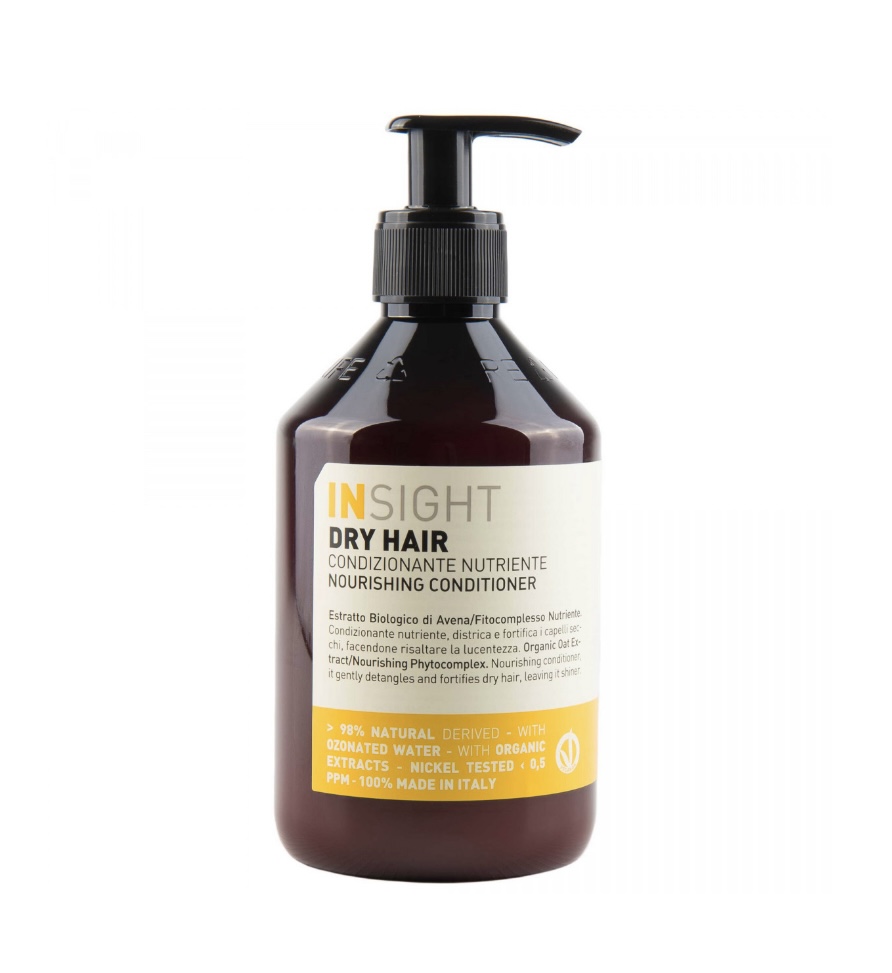 INSIGHT
DRY HAIR
CONDIZIONANTE NUTRIENTE
NOURISHING CONDITIONER
Estratto Biologico di Avena/Fitocomplesso Nutriente.
Condizionante nutriente, districa e fortifica i capelli sec-
chi, facendone risaltare la lucentezza. Organic Oat Ex-
tract/Nourishing Phytocomplex. Nourishing conditioner,
it gently detangles and fortifies dry hair, leaving it shiner.
> 98% NATURAL DERIVED - WITH
OZONATED WATER - WITH ORGANIC
EXTRACTS - NICKEL TESTED < 0,5
PPM - 100% MADE IN ITALY